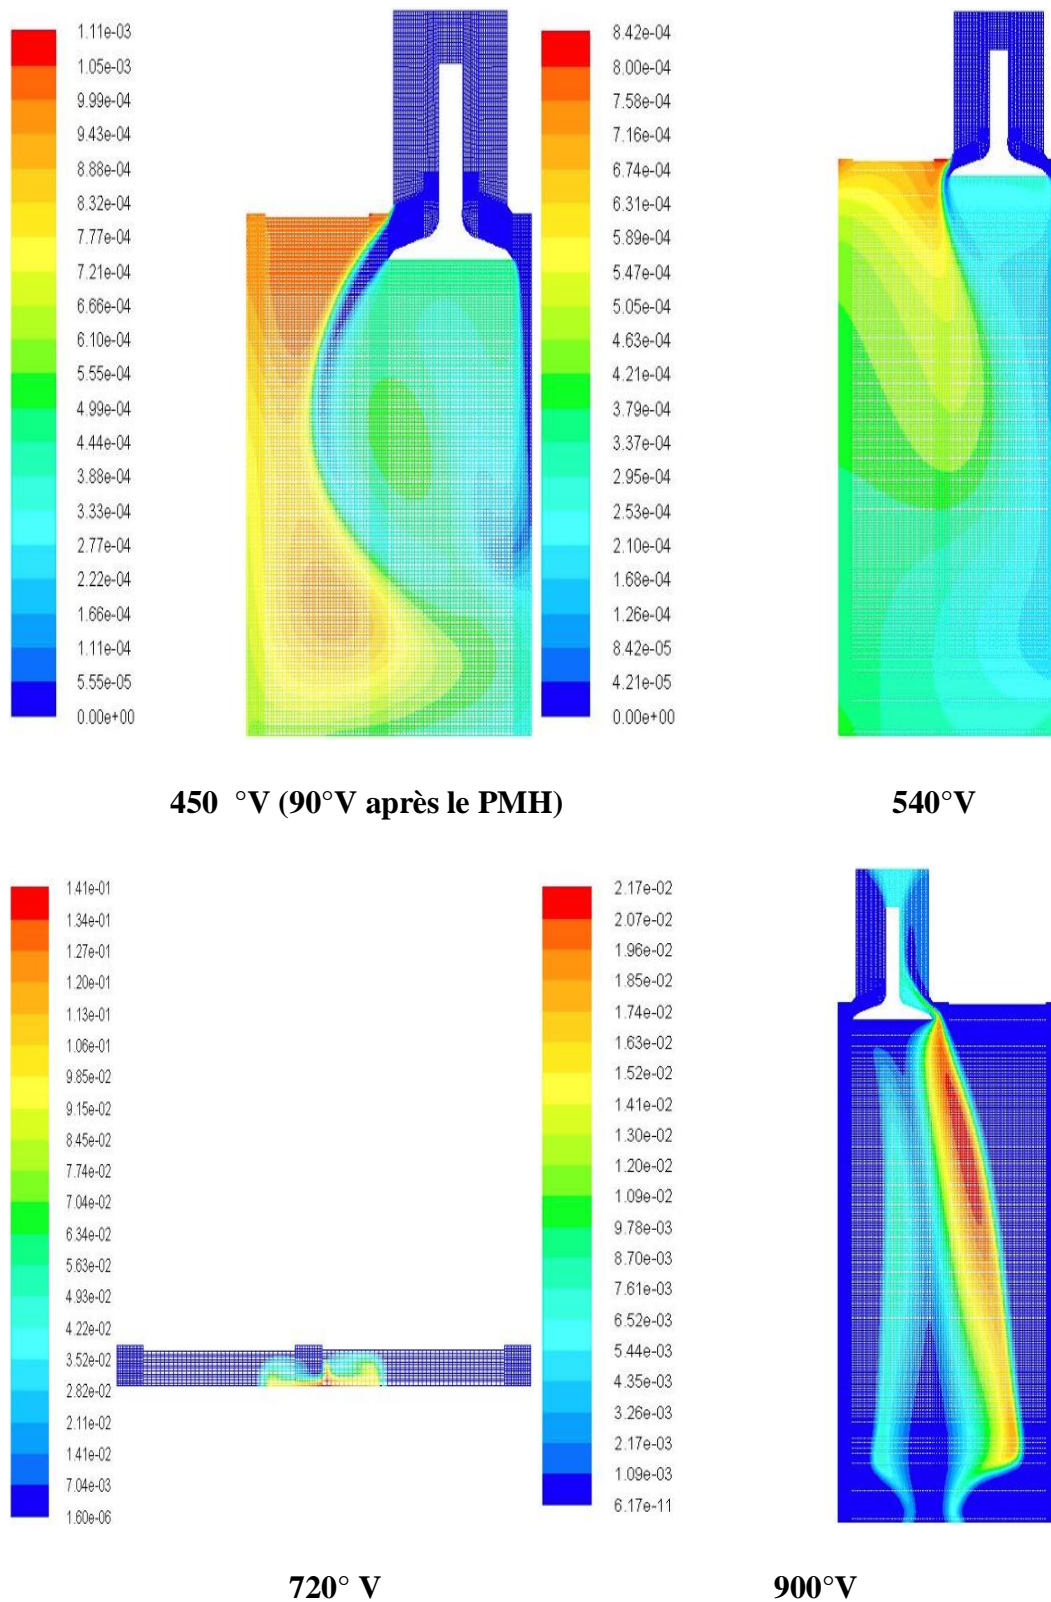 1.11e-03
1.05e-03
9.99e-04
9.43e-04
8.88e-04
8.32e-04
7.77e-04
7.21e-04
6.66e-04
6.10e-04
5.55e-04
4.99e-04
4.44e-04
3.88e-04
3.33e-04
2.77e-04
2.22e-04
1.66e-04
1.11e-04
5.55e-05
0.00e+00
8.42e-04
8.00e-04
7.58e-04
7.16e-04
6.74e-04
6.31e-04
5.89e-04
5.47e-04
5.05e-04
4.63e-04
4.21e-04
3.79e-04
3.37e-04
2.95e-04
2.53e-04
2.10e-04
1.68e-04
1.26e-04
8.42e-05
4.21e-05
0.00e+00
450 °V (90°V après le PMH)
540°V
1.41e-01
1.34e-01
1.27e-01
1.20e-01
1.13e-01
1.06e-01
9.85e-02
9.15e-02
8.45e-02
7.74e-02
7.04e-02
6.34e-02
5.63e-02
4.93e-02
4.22e-02
3.52e-02
2.82e-02
2.11e-02
1.41e-02
7.04e-03
1.60e-06
2.17e-02
2.07e-02
1.96e-02
1.85e-02
1.74e-02
1.63e-02
1.52e-02
1.41e-02
1.30e-02
1.20e-02
1.09e-02
9.78e-03
8.70e-03
7.61e-03
6.52e-03
5.44e-03
4.35e-03
3.26e-03
2.17e-03
1.09e-03
6.17e-11
720° V
900°V